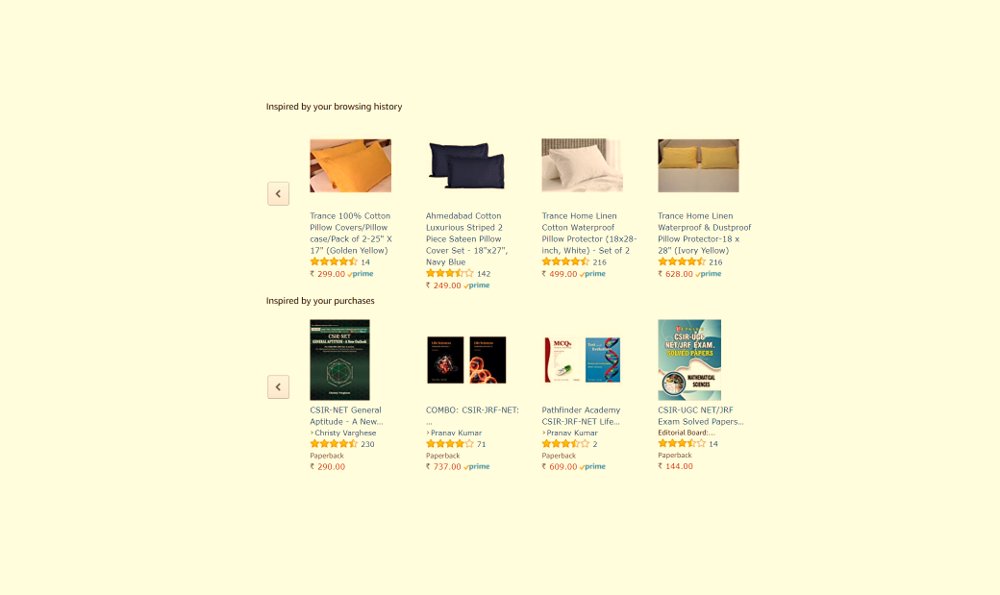 Inspired by your browsing history
Trance 100% Cotton
Pillow Covers/Pillow
case/Pack of 2-25" X
17" (Golden Yellow)
14
₹ 299.00 prime
Ahmedabad Cotton
Luxurious Striped 2
Piece Sateen Pillow
Cover Set - 18"x27",
Navy Blue
142
₹ 249.00 prime
Trance Home Linen
Cotton Waterproof
Pillow Protector (18x28-
inch, White) - Set of 2
216
₹ 499.00 prime
Trance Home Linen
Waterproof & Dustproof
Pillow Protector-18 x
28" (Ivory Yellow)
216
₹ 628.00 prime
Inspired by your purchases
CSIR-NET
GENERAL APTITUDE - A New Outlook
Christy Varghese
CSIR-NET General
Aptitude - A New...
Christy Varghese
230
Paperback
₹ 290.00
Life Sciences
Life Sciences
COMBO: CSIR-JRF-NET:
...
Pranav Kumar
71
Paperback
₹ 737.00 prime
MCQs
Pathfinder Academy
CSIR-JRF-NET Life...
Pranav Kumar
2
Paperback
₹ 609.00 prime
CSIR-UGC
NET/JRF EXAM.
SOLVED PAPERS
MATHEMATICAL
SCIENCES
CSIR-UGC NET/JRF
Exam Solved Papers...
Editorial Board:...
14
Paperback
₹ 144.00